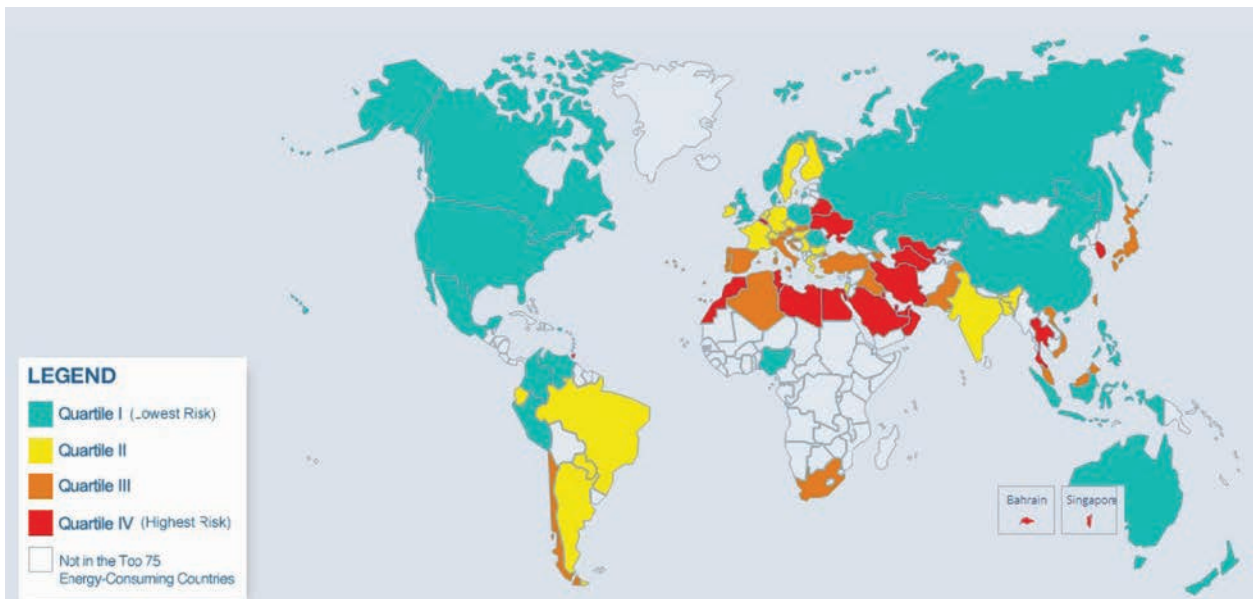 LEGEND
Quartile I (Lowest Risk)
Quartile II
Quartile III
Quartile IV (Highest Risk)
Not in the Top 75
Energy-Consuming Countries
Bahrain
Singapore